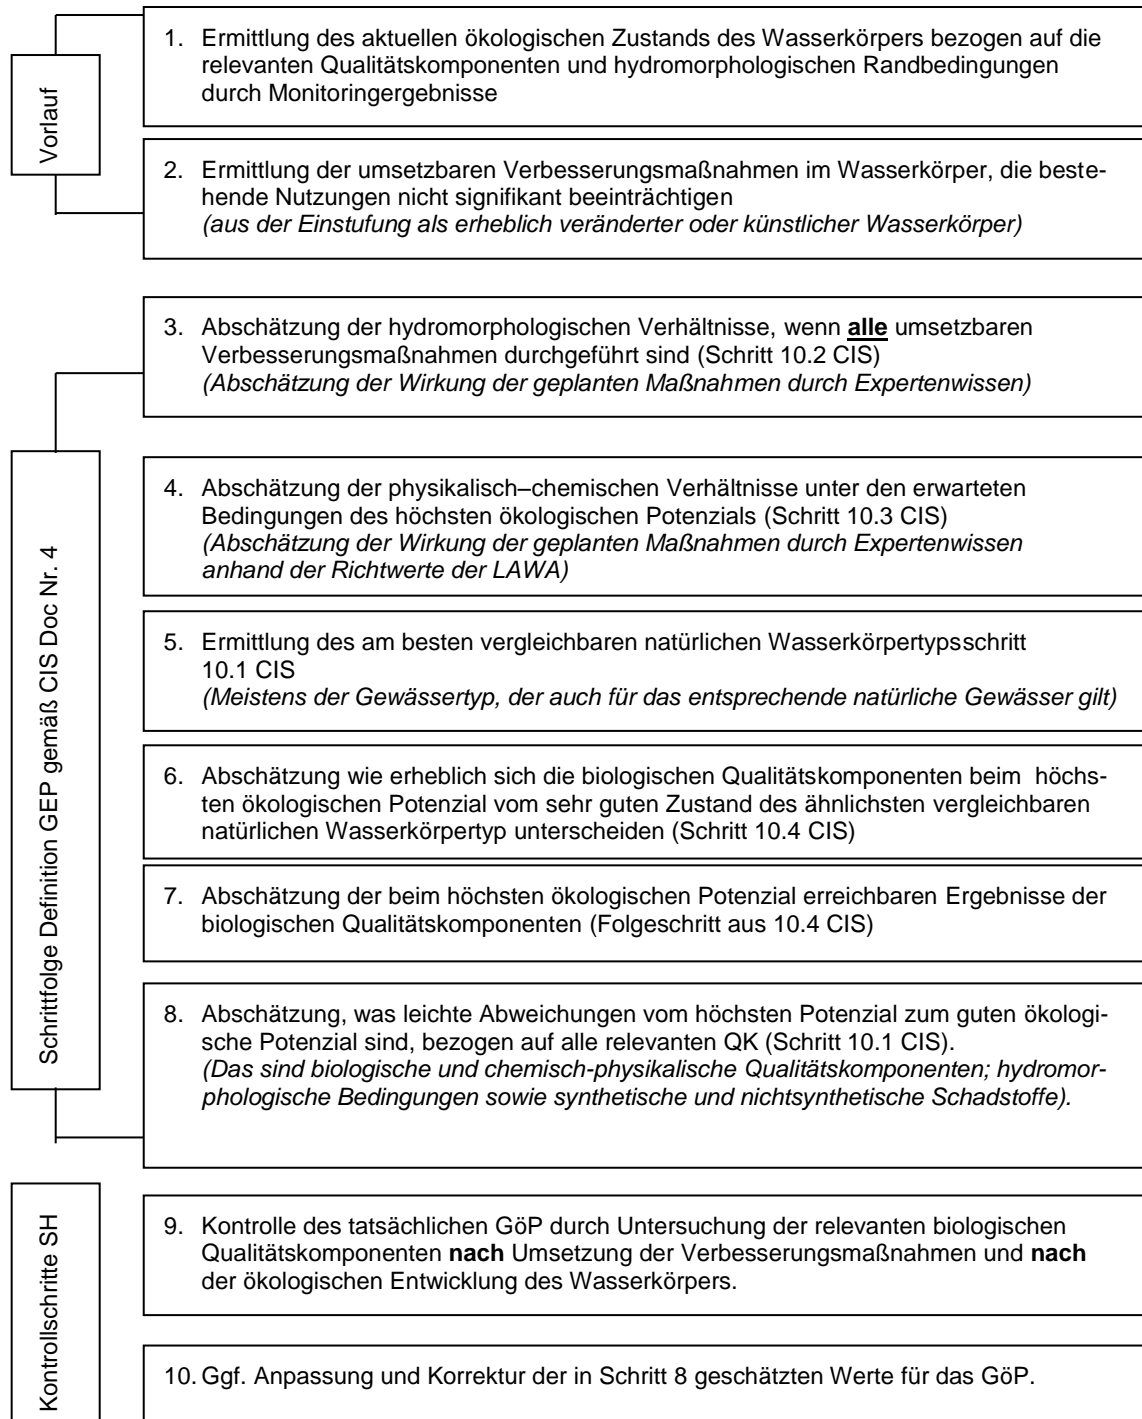 Vorlauf
1. Ermittlung des aktuellen ökologischen Zustands des Wasserkörpers bezogen auf die
relevanten Qualitätskomponenten und hydromorphologischen Randbedingungen
durch Monitoringergebnisse
2. Ermittlung der umsetzbaren Verbesserungsmaßnahmen im Wasserkörper, die beste-
hende Nutzungen nicht signifikant beeinträchtigen
(aus der Einstufung als erheblich veränderter oder künstlicher Wasserkörper)
Schrittfolge Definition GEP gemäß CIS Doc Nr. 4
3. Abschätzung der hydromorphologischen Verhältnisse, wenn alle umsetzbaren
Verbesserungsmaßnahmen durchgeführt sind (Schritt 10.2 CIS)
(Abschätzung der Wirkung der geplanten Maßnahmen durch Expertenwissen)
4. Abschätzung der physikalisch–chemischen Verhältnisse unter den erwarteten
Bedingungen des höchsten ökologischen Potenzials (Schritt 10.3 CIS)
(Abschätzung der Wirkung der geplanten Maßnahmen durch Expertenwissen
anhand der Richtwerte der LAWA)
5. Ermittlung des am besten vergleichbaren natürlichen Wasserkörpertypsschritt
10.1 CIS
(Meistens der Gewässertyp, der auch für das entsprechende natürliche Gewässer gilt)
6. Abschätzung wie erheblich sich die biologischen Qualitätskomponenten beim höchs-
ten ökologischen Potenzial vom sehr guten Zustand des ähnlichsten vergleichbaren
natürlichen Wasserkörpertyp unterscheiden (Schritt 10.4 CIS)
7. Abschätzung der beim höchsten ökologischen Potenzial erreichbaren Ergebnisse der
biologischen Qualitätskomponenten (Folgeschritt aus 10.4 CIS)
8. Abschätzung, was leichte Abweichungen vom höchsten Potenzial zum guten ökologi-
sche Potenzial sind, bezogen auf alle relevanten QK (Schritt 10.1 CIS).
(Das sind biologische und chemisch-physikalische Qualitätskomponenten; hydromor-
phologische Bedingungen sowie synthetische und nichtsynthetische Schadstoffe).
Kontrollschritte SH
9. Kontrolle des tatsächlichen GöP durch Untersuchung der relevanten biologischen
Qualitätskomponenten nach Umsetzung der Verbesserungsmaßnahmen und nach
der ökologischen Entwicklung des Wasserkörpers.
10. Ggf. Anpassung und Korrektur der in Schritt 8 geschätzten Werte für das GöP.